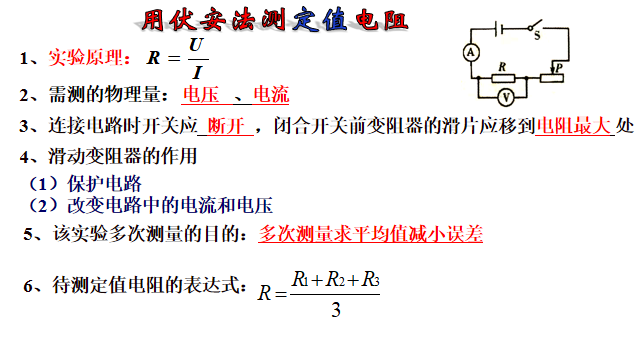 用伏安法测定值电阻
1、实验原理：R = U/I
2、需测的物理量：电压、电流
3、连接电路时开关应 断开 ，闭合开关前变阻器的滑片应移到电阻最大处
4、滑动变阻器的作用
（1）保护电路
（2）改变电路中的电流和电压
5、该实验多次测量的目的：多次测量求平均值减小误差
6、待测定值电阻的表达式：R = (R1+R2+R3)/3
S
A
R
P
V